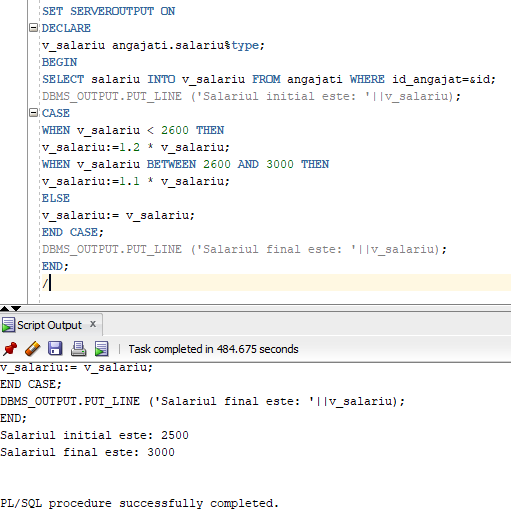 SET SERVEROUTPUT ON
DECLARE
v_salariu angajati.salariu%type;
BEGIN
SELECT salariu INTO v_salariu FROM angajati WHERE id_angajat=&id;
DBMS_OUTPUT.PUT_LINE ('Salariul initial este: '||v_salariu);
CASE
WHEN v_salariu < 2600 THEN
v_salariu:=1.2 * v_salariu;
WHEN v_salariu BETWEEN 2600 AND 3000 THEN
v_salariu:=1.1 * v_salariu;
ELSE
v_salariu:= v_salariu;
END CASE;
DBMS_OUTPUT.PUT_LINE ('Salariul final este: '||v_salariu);
END;
/
Script Output x
Task completed in 484.675 seconds
v_salariu:= v_salariu;
END CASE;
DBMS_OUTPUT.PUT_LINE ('Salariul final este: '||v_salariu);
END;
Salariul initial este: 2500
Salariul final este: 3000
PL/SQL procedure successfully completed.